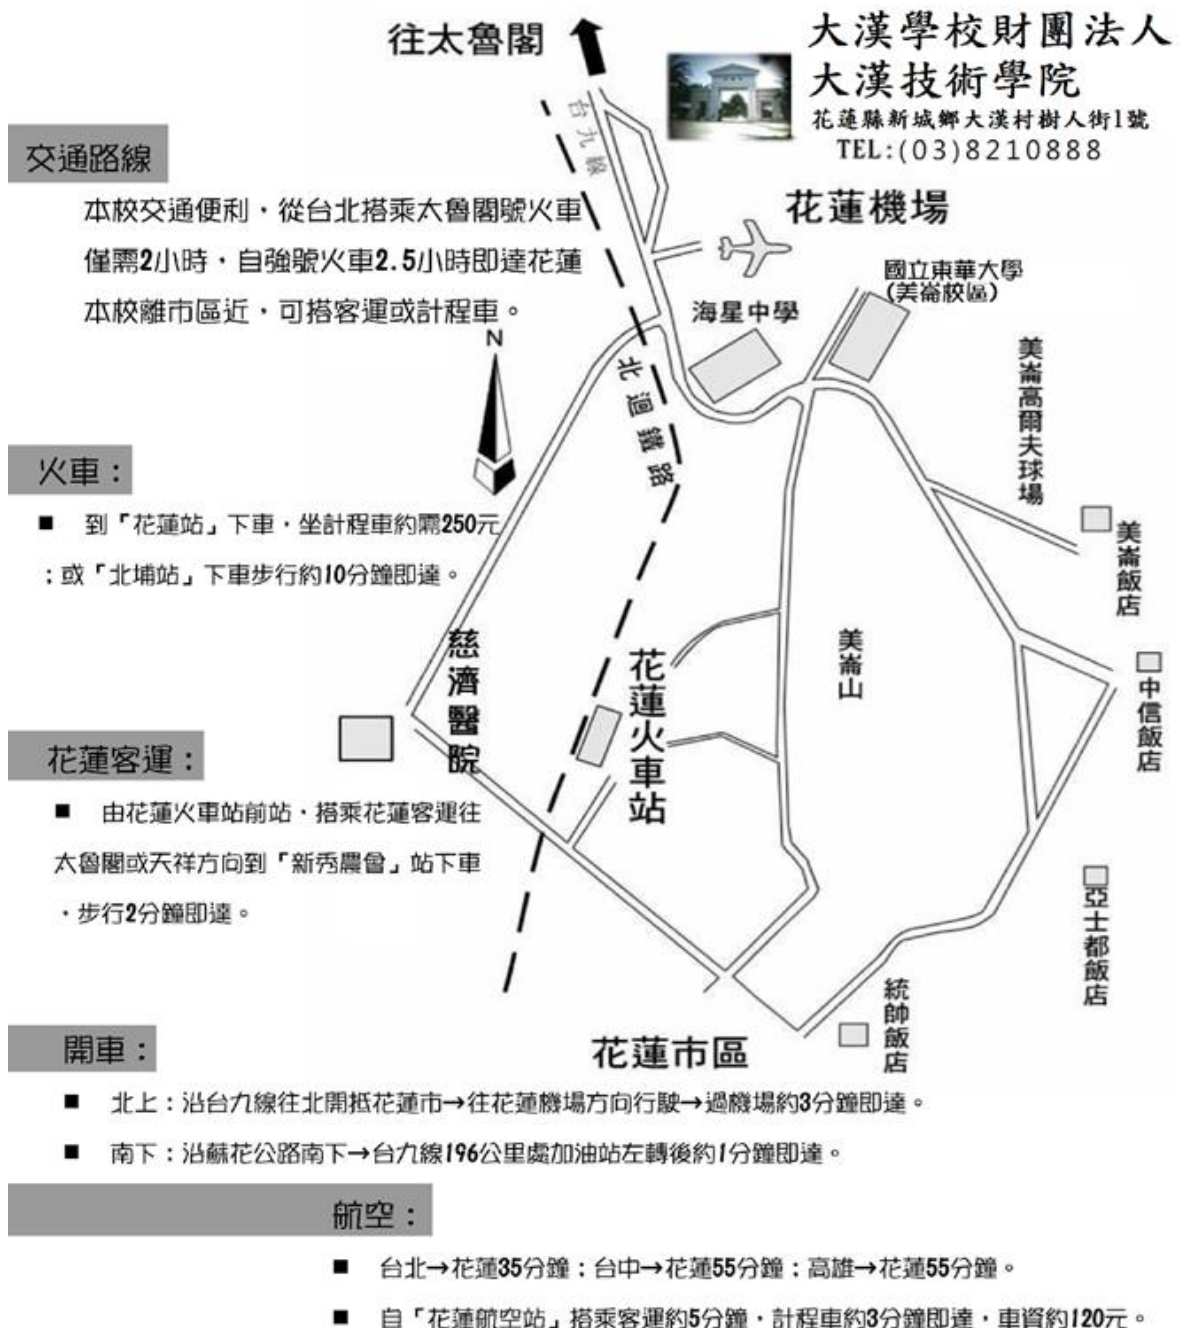 往太魯閣
大漢學校財團法人
大漢技術學院
花蓮縣新城鄉大漢村樹人街1號
TEL:(03)8210888
台九線
交通路線
本校交通便利，從台北搭乘太魯閣號火車
僅需2小時，自強號火車2.5小時即達花蓮
本校離市區近，可搭客運或計程車。
花蓮機場
國立東華大學
(美崙校區)
海星中學
N
北迴鐵路
美崙高爾夫球場
美崙飯店
火車：
■ 到「花蓮站」下車，坐計程車約需250元
；或「北埔站」下車步行約10分鐘即達。
慈濟醫院
花蓮火車站
美崙山
中信飯店
花蓮客運：
■ 由花蓮火車站前站，搭乘花蓮客運往
太魯閣或天祥方向到「新秀農會」站下車
，步行2分鐘即達。
亞士都飯店
統帥飯店
花蓮市區
開車：
■ 北上：沿台九線往北開抵花蓮市→往花蓮機場方向行駛→過機場約3分鐘即達。
■ 南下：沿蘇花公路南下→台九線196公里處加油站左轉後約1分鐘即達。
航空：
■ 台北→花蓮35分鐘；台中→花蓮55分鐘；高雄→花蓮55分鐘。
■ 自「花蓮航空站」搭乘客運約5分鐘，計程車約3分鐘即達，車資約120元。